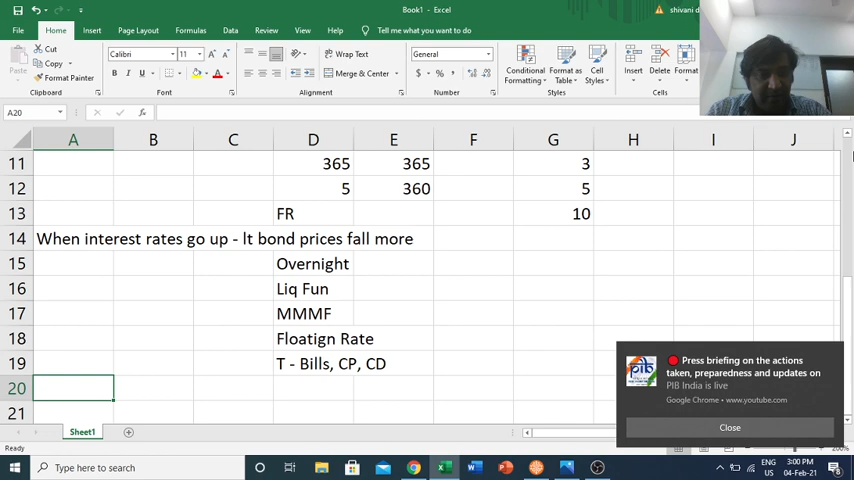 Book1 - Excel
shivani d
File
Home
Insert
Formulas
Data
Review
View
Help
Tell me what you want to do
Cut
Copy
Format Painter
Paste
Clipboard
Calibri
11
A
A
B
I
U
A
Font
Wrap Text
Merge & Center
Alignment
General
$
%
Number
Conditional
Formatting
Format as
Table
Cell
Styles
Styles
Insert
Delete
Format
Cells
A20
fx
A B C D E F G H I J
11 365 365 3
12 5 360 5
13 FR 10
14 When interest rates go up - lt bond prices fall more
15 Overnight
16 Liq Fun
17 MMMF
18 Floatign Rate
19 T - Bills, CP, CD
20
21
Press briefing on the actions
taken, preparedness and updates on
PIB India is live
Google Chrome • www.youtube.com
Close
Sheet1
Ready
200%
Type here to search
ENG
US
3:00 PM
04-Feb-21